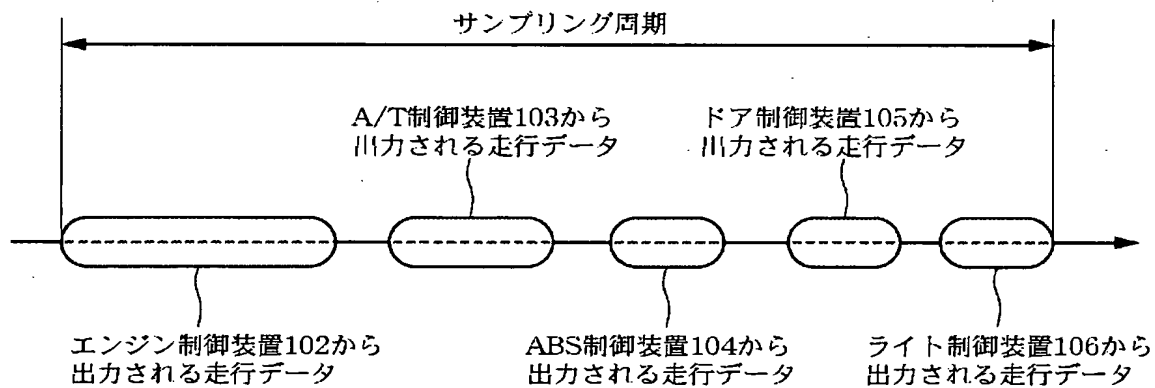 サンプリング周期
A/T制御装置103から
出力される走行データ
ドア制御装置105から
出力される走行データ
エンジン制御装置102から
出力される走行データ
ABS制御装置104から
出力される走行データ
ライト制御装置106から
出力される走行データ